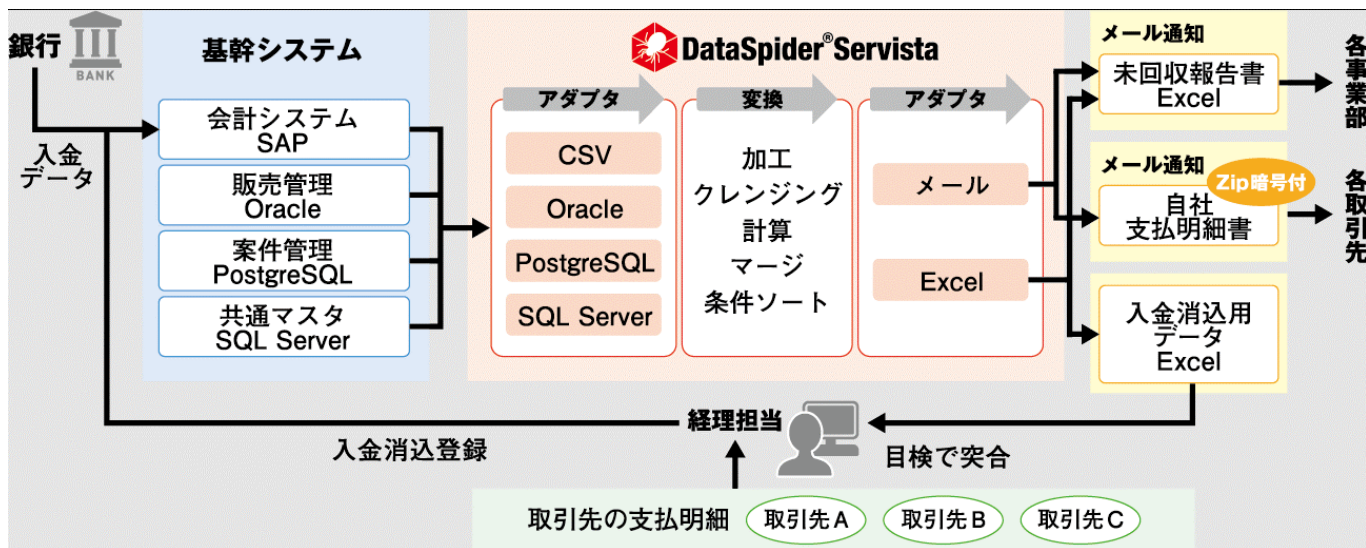 銀行
BANK
入金
データ
基幹システム
会計システム
SAP
販売管理
Oracle
案件管理
PostgreSQL
共通マスタ
SQL Server
DataSpider®Servista
アダプタ
CSV
Oracle
PostgreSQL
SQL Server
変換
加工
クレンジング
計算
マージ
条件ソート
アダプタ
メール
Excel
メール通知
未回収報告書
Excel
各事業部
メール通知
Zip暗号付
自社
支払明細書
各取引先
入金消込用
データ
Excel
経理担当
入金消込登録
目検で突合
取引先の支払明細
取引先A
取引先B
取引先C